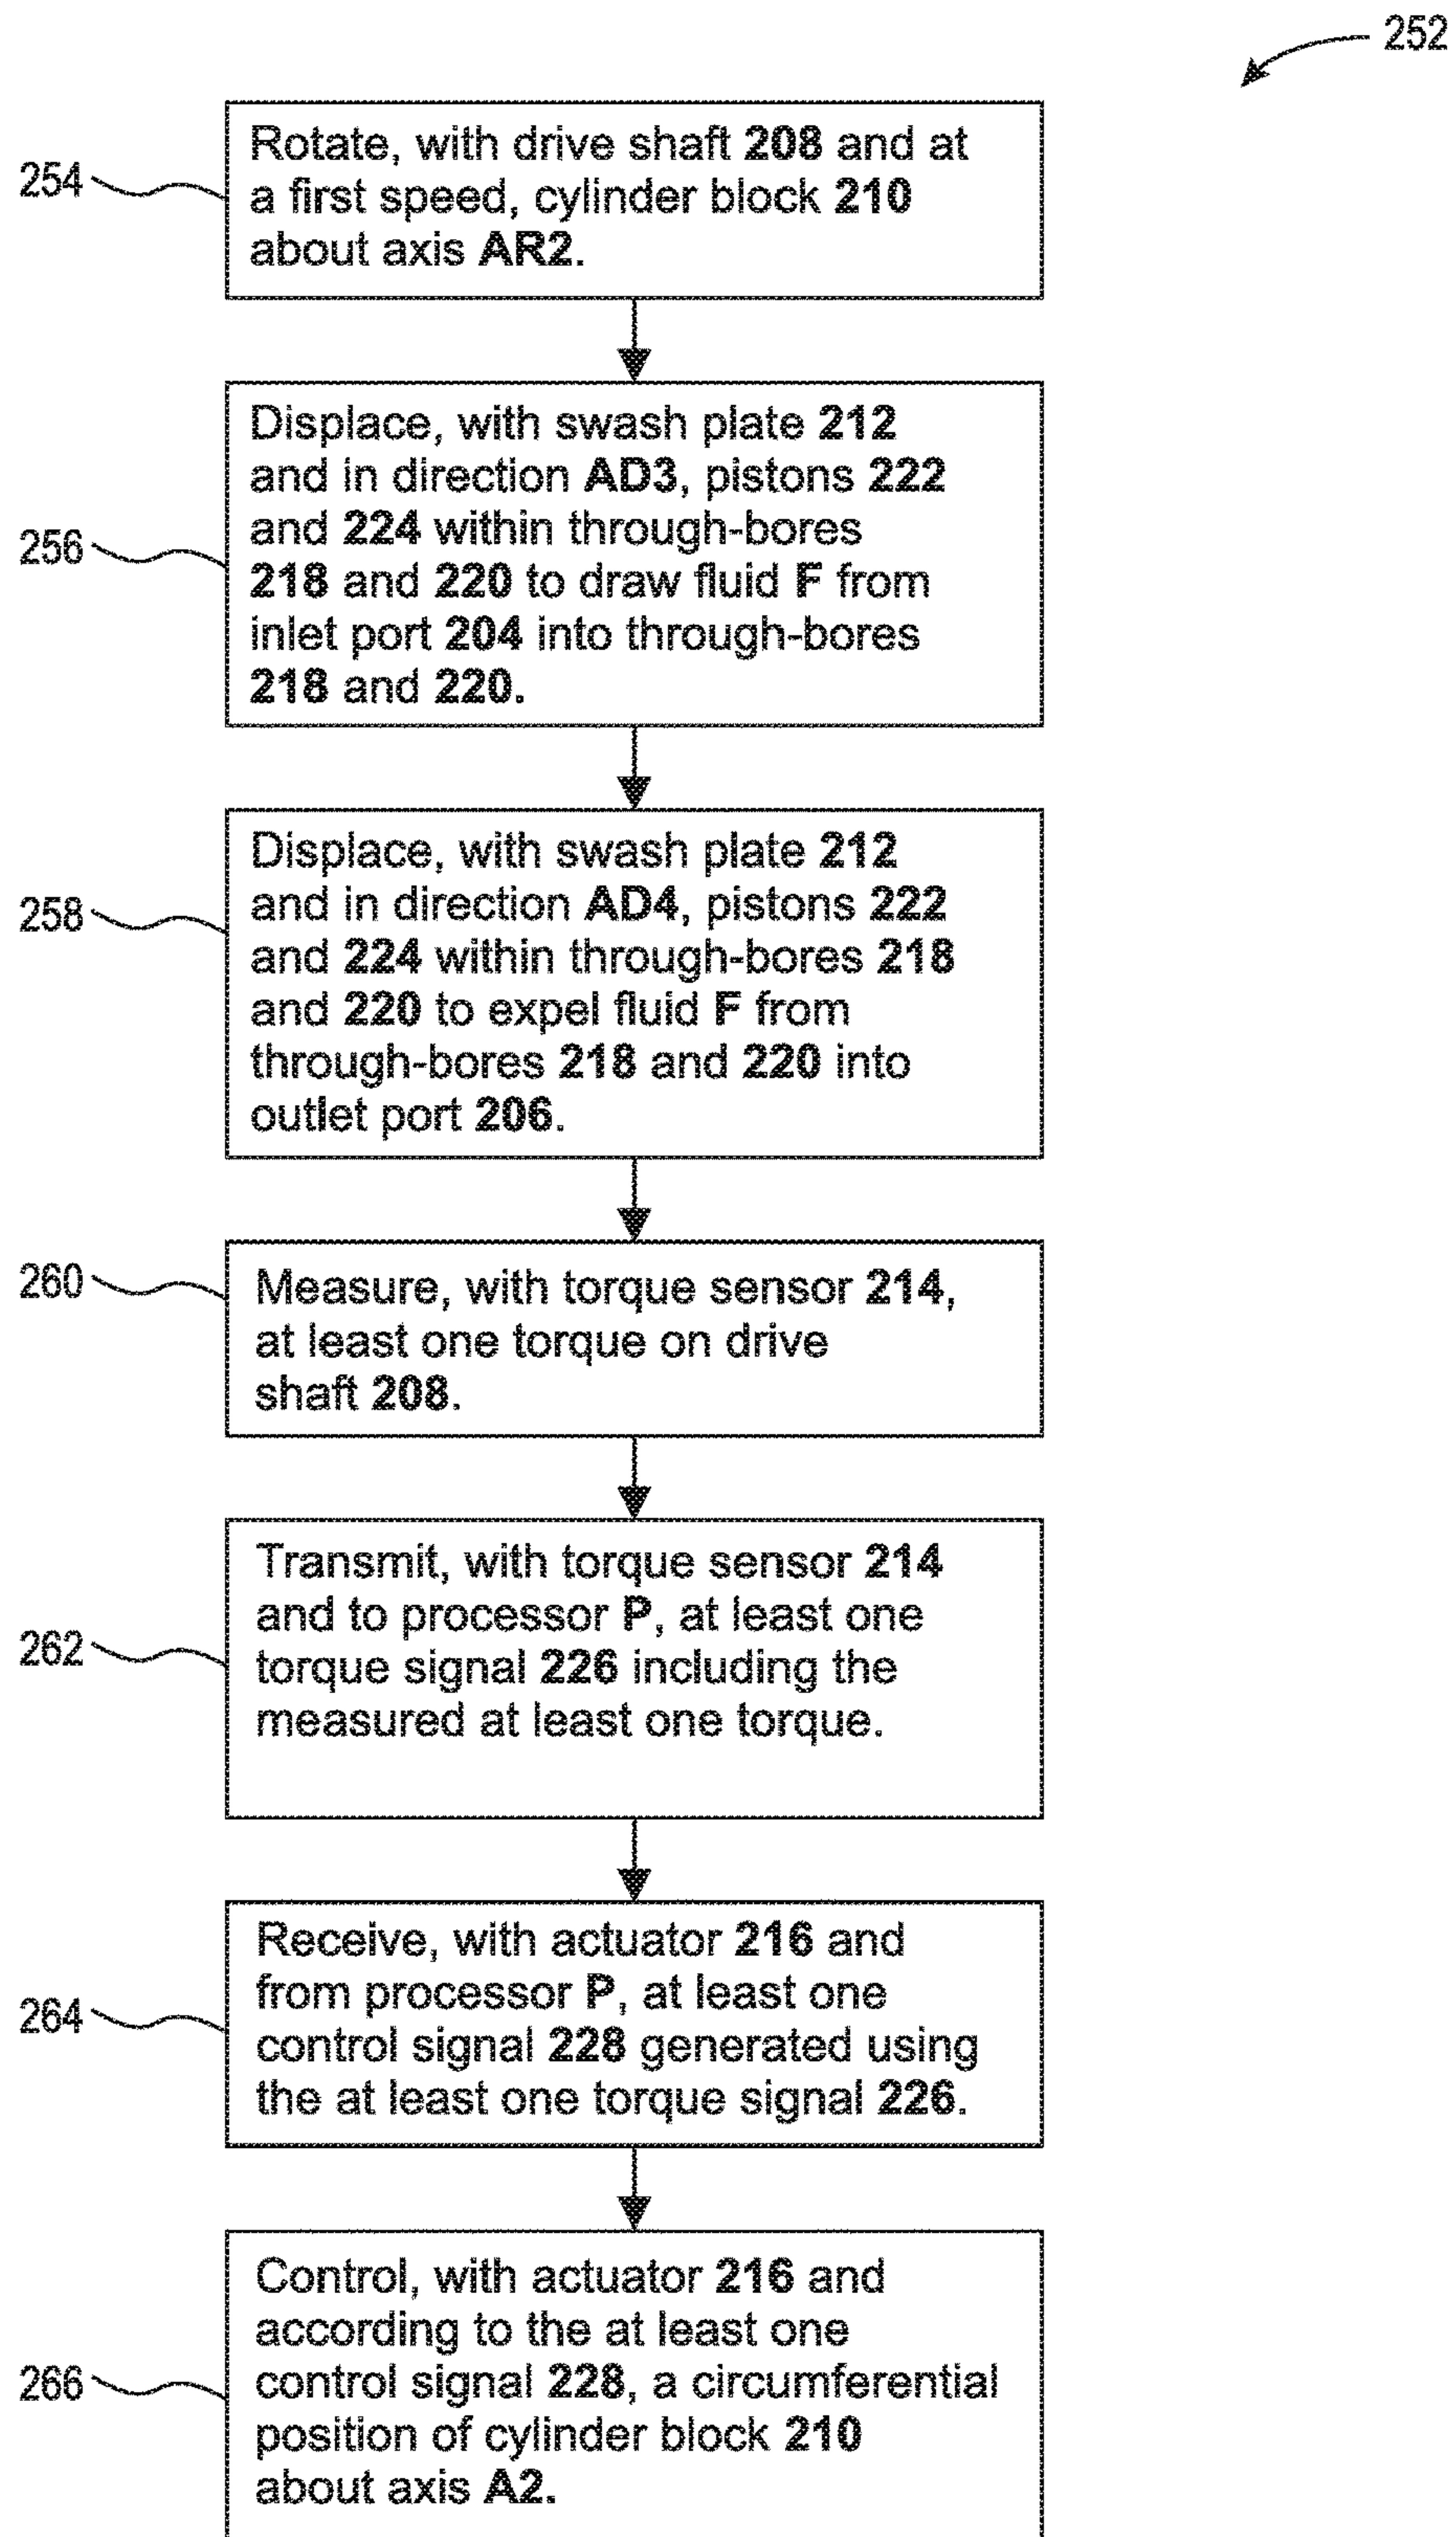 252
254
Rotate, with drive shaft 208 and at
a first speed, cylinder block 210
about axis AR2.
256
Displace, with swash plate 212
and in direction AD3, pistons 222
and 224 within through-bores
218 and 220 to draw fluid F from
inlet port 204 into through-bores
218 and 220.
258
Displace, with swash plate 212
and in direction AD4, pistons 222
and 224 within through-bores 218
and 220 to expel fluid F from
through-bores 218 and 220 into
outlet port 206.
260
Measure, with torque sensor 214,
at least one torque on drive
shaft 208.
262
Transmit, with torque sensor 214
and to processor P, at least one
torque signal 226 including the
measured at least one torque.
264
Receive, with actuator 216 and
from processor P, at least one
control signal 228 generated using
the at least one torque signal 226.
266
Control, with actuator 216 and
according to the at least one
control signal 228, a circumferential
position of cylinder block 210
about axis A2.